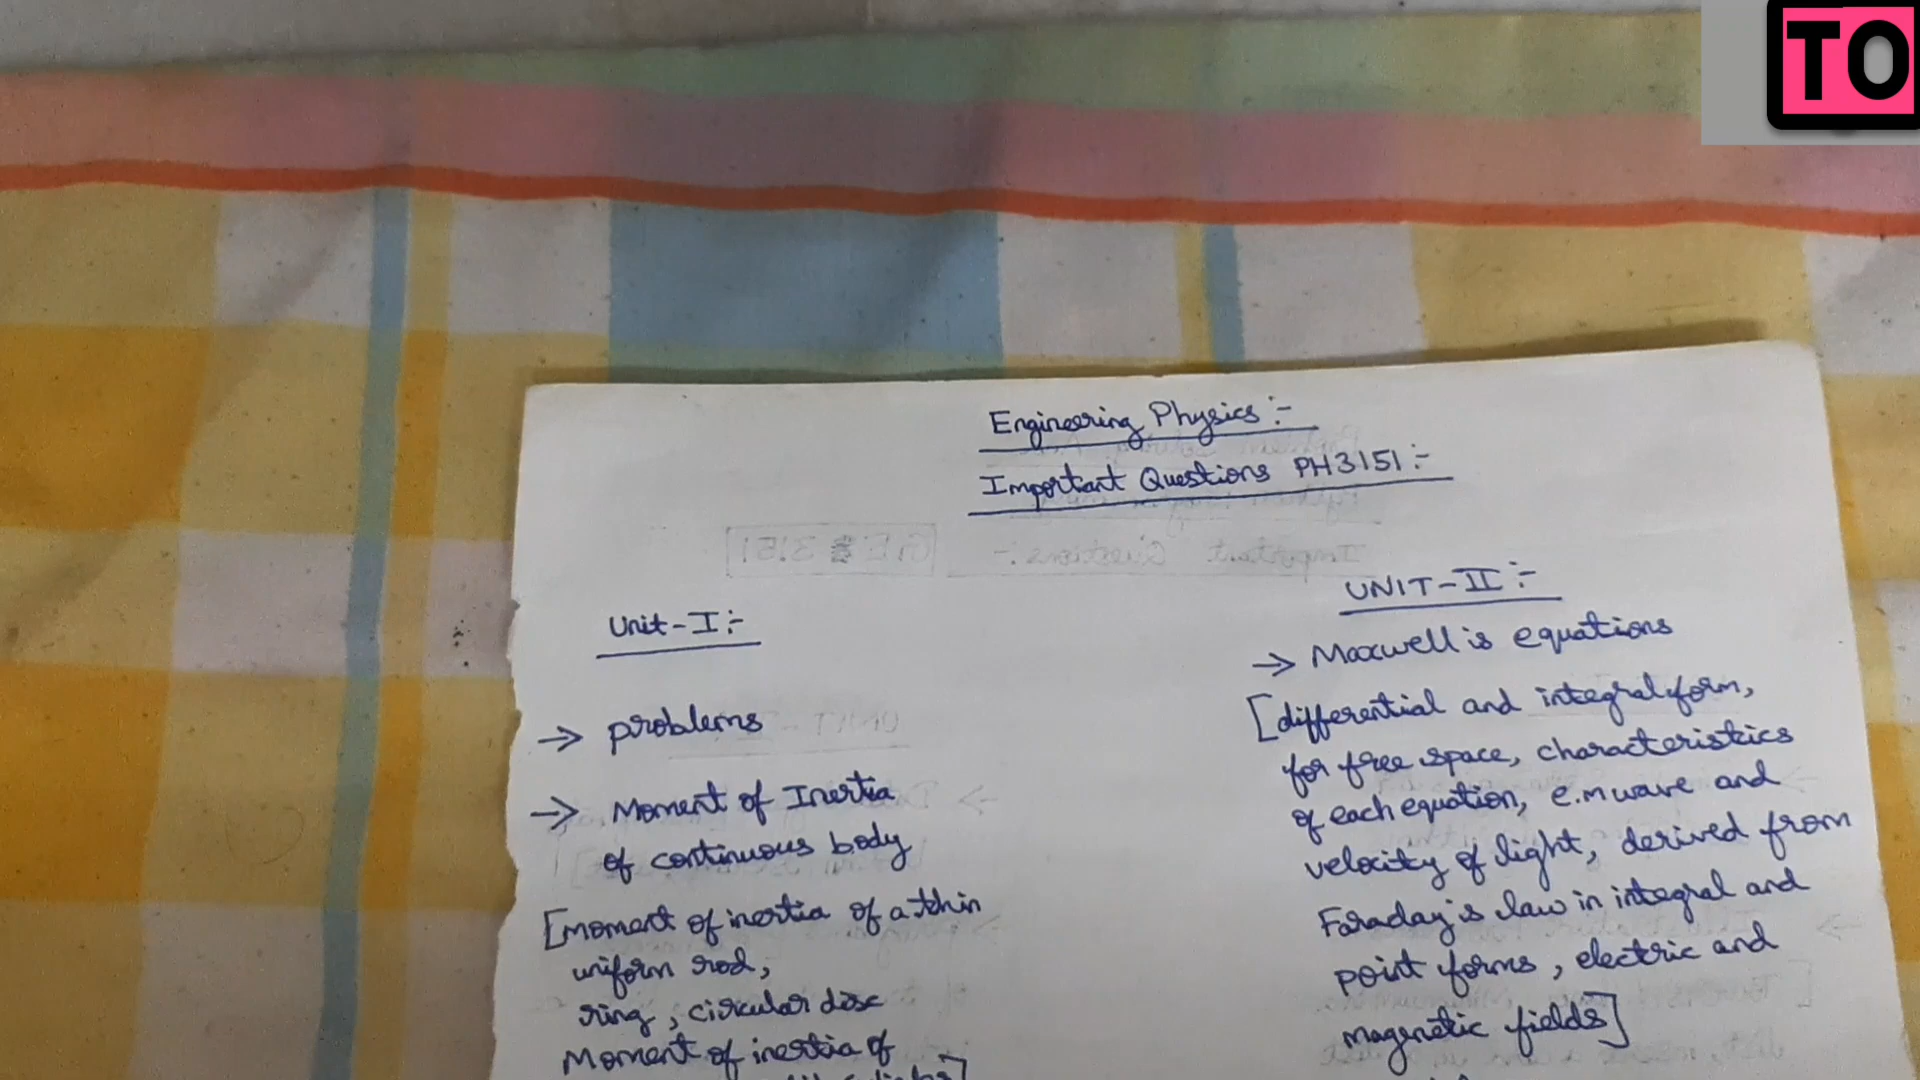 TO
Engineering Physics :-
Important Questions PH3151 :-
Unit - I :-
→ problems
→ Moment of Inertia
of continuous body
[moment of inertia of a thin
uniform rod,
ring, circular disc
Moment of inertia of
UNIT - II :-
→ Maxwell's equations
[differential and integral form,
for free space, characteristics
of each equation, e.m wave and
velocity of light, derived from
Faraday's law in integral and
point forms, electric and
magenetic fields]